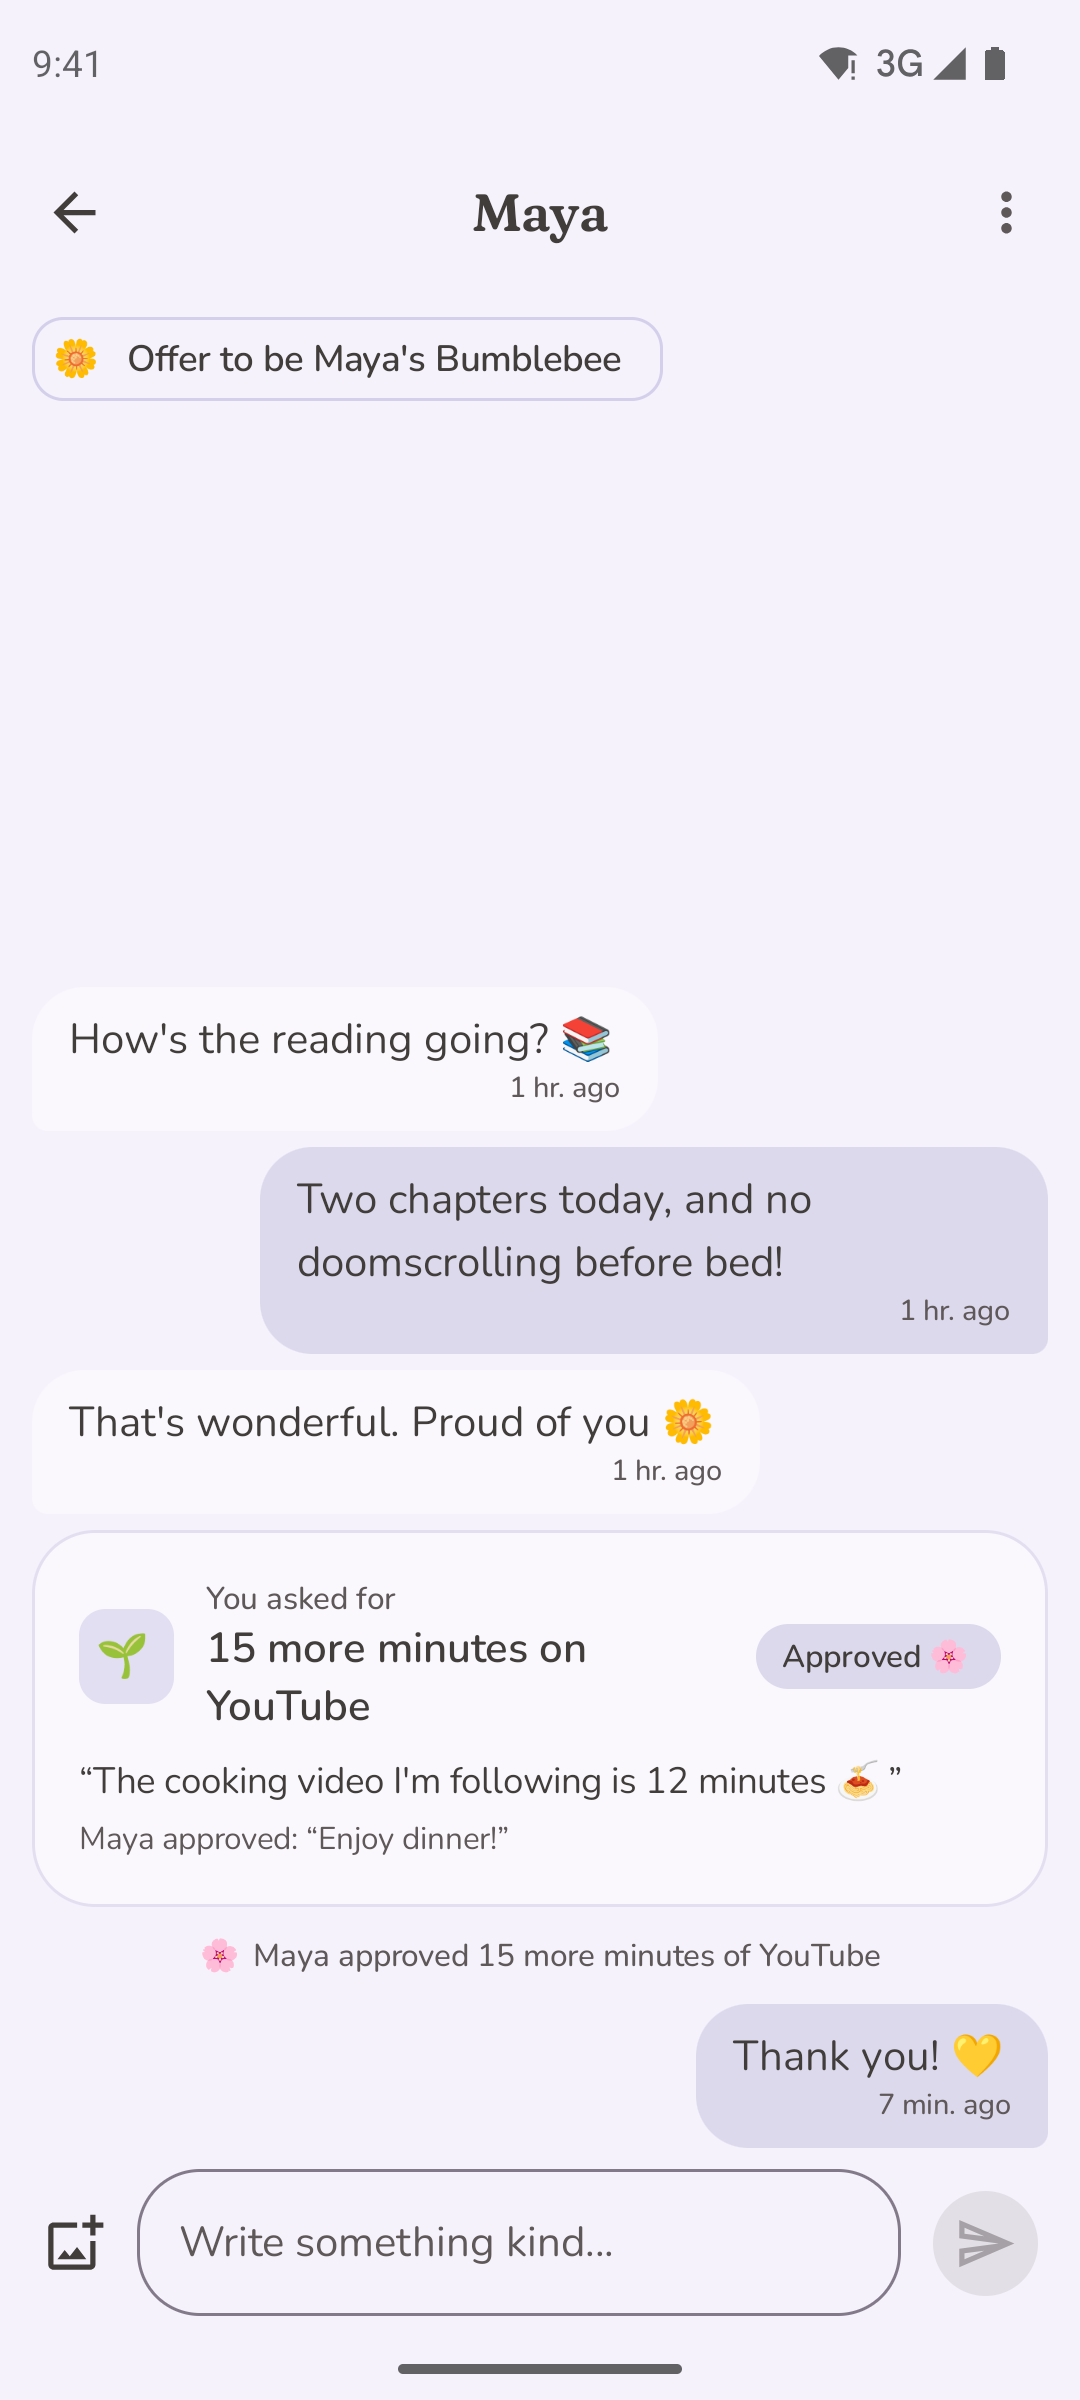 9:41
3G
Maya
🌼 Offer to be Maya's Bumblebee
How's the reading going? 📚
1 hr. ago
Two chapters today, and no
doomscrolling before bed!
1 hr. ago
That's wonderful. Proud of you 🌼
1 hr. ago
You asked for
15 more minutes on
YouTube
Approved 🌸
“The cooking video I'm following is 12 minutes 🍝 ”
Maya approved: “Enjoy dinner!”
🌸 Maya approved 15 more minutes of YouTube
Thank you! 💛
7 min. ago
Write something kind...